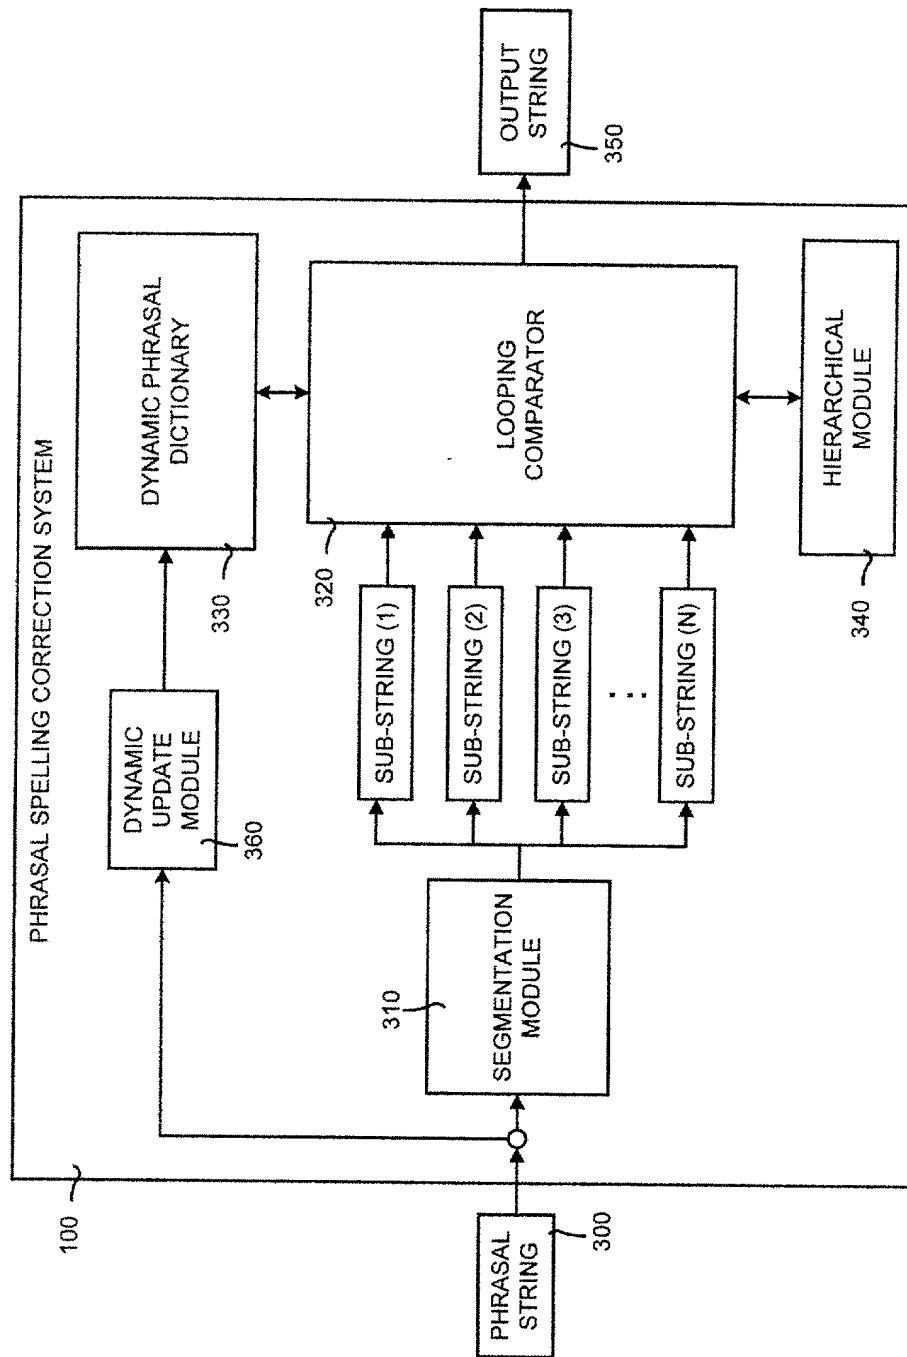 PHRASAL SPELLING CORRECTION SYSTEM
100
PHRASAL
STRING
300
DYNAMIC
UPDATE
MODULE
360
DYNAMIC PHRASAL
DICTIONARY
330
SEGMENTATION
MODULE
310
SUB-STRING (1)
SUB-STRING (2)
SUB-STRING (3)
...
SUB-STRING (N)
320
LOOPING
COMPARATOR
HIERARCHICAL
MODULE
340
OUTPUT
STRING
350